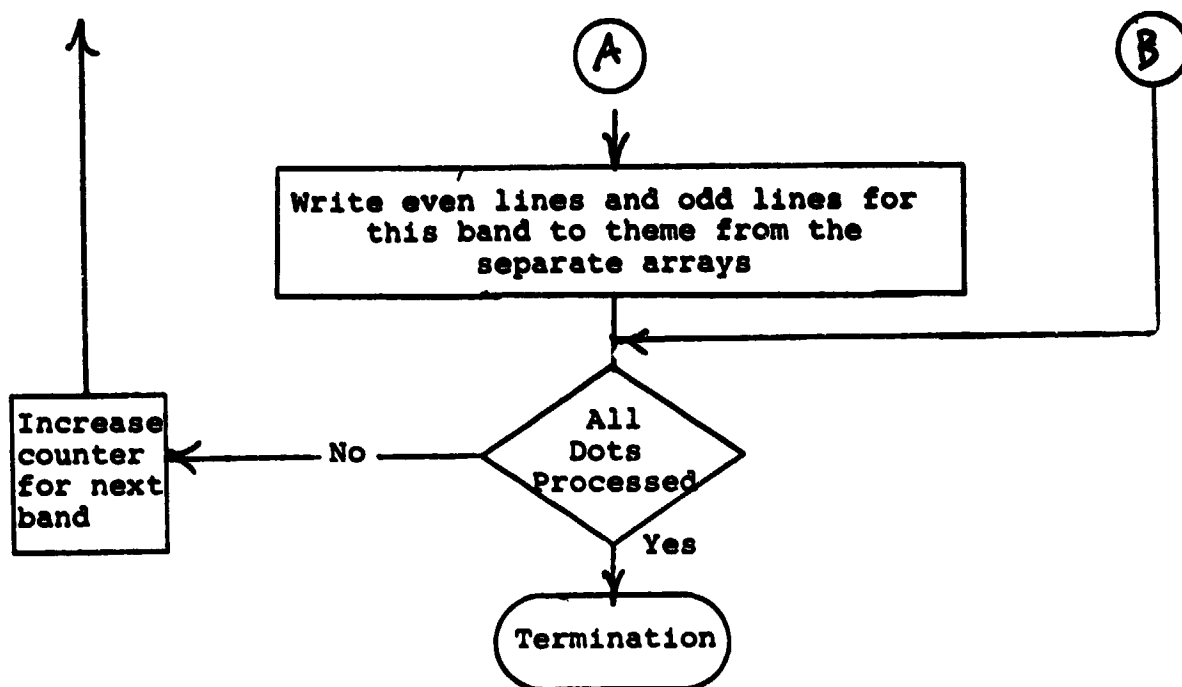 A
B
Write even lines and odd lines for
this band to theme from the
separate arrays
Increase
counter
for next
band
No
All
Dots
Processed
Yes
Termination